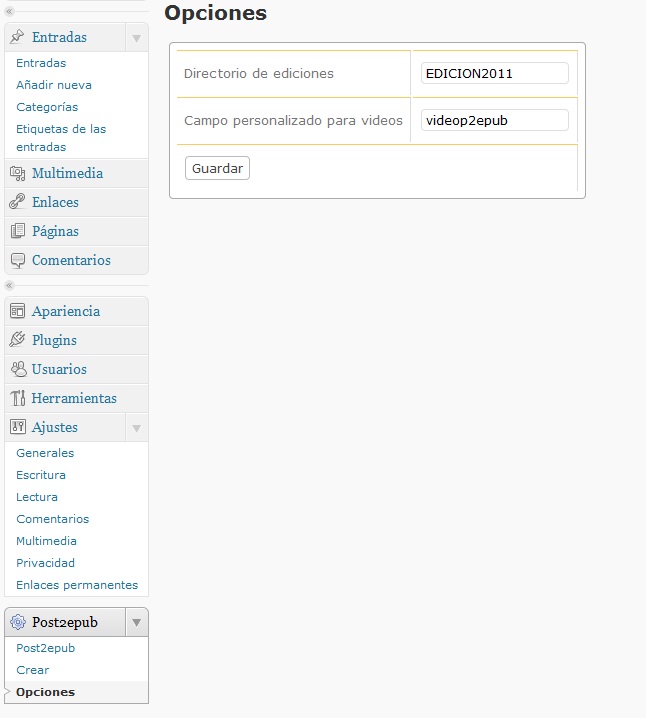 Entradas
Entradas
Añadir nueva
Categorías
Etiquetas de las
entradas
Multimedia
Enlaces
Páginas
Comentarios
Apariencia
Plugins
Usuarios
Herramientas
Ajustes
Generales
Escritura
Lectura
Comentarios
Multimedia
Privacidad
Enlaces permanentes
Post2epub
Post2epub
Crear
Opciones
Opciones
Directorio de ediciones EDICION2011
Campo personalizado para videos videop2epub
Guardar